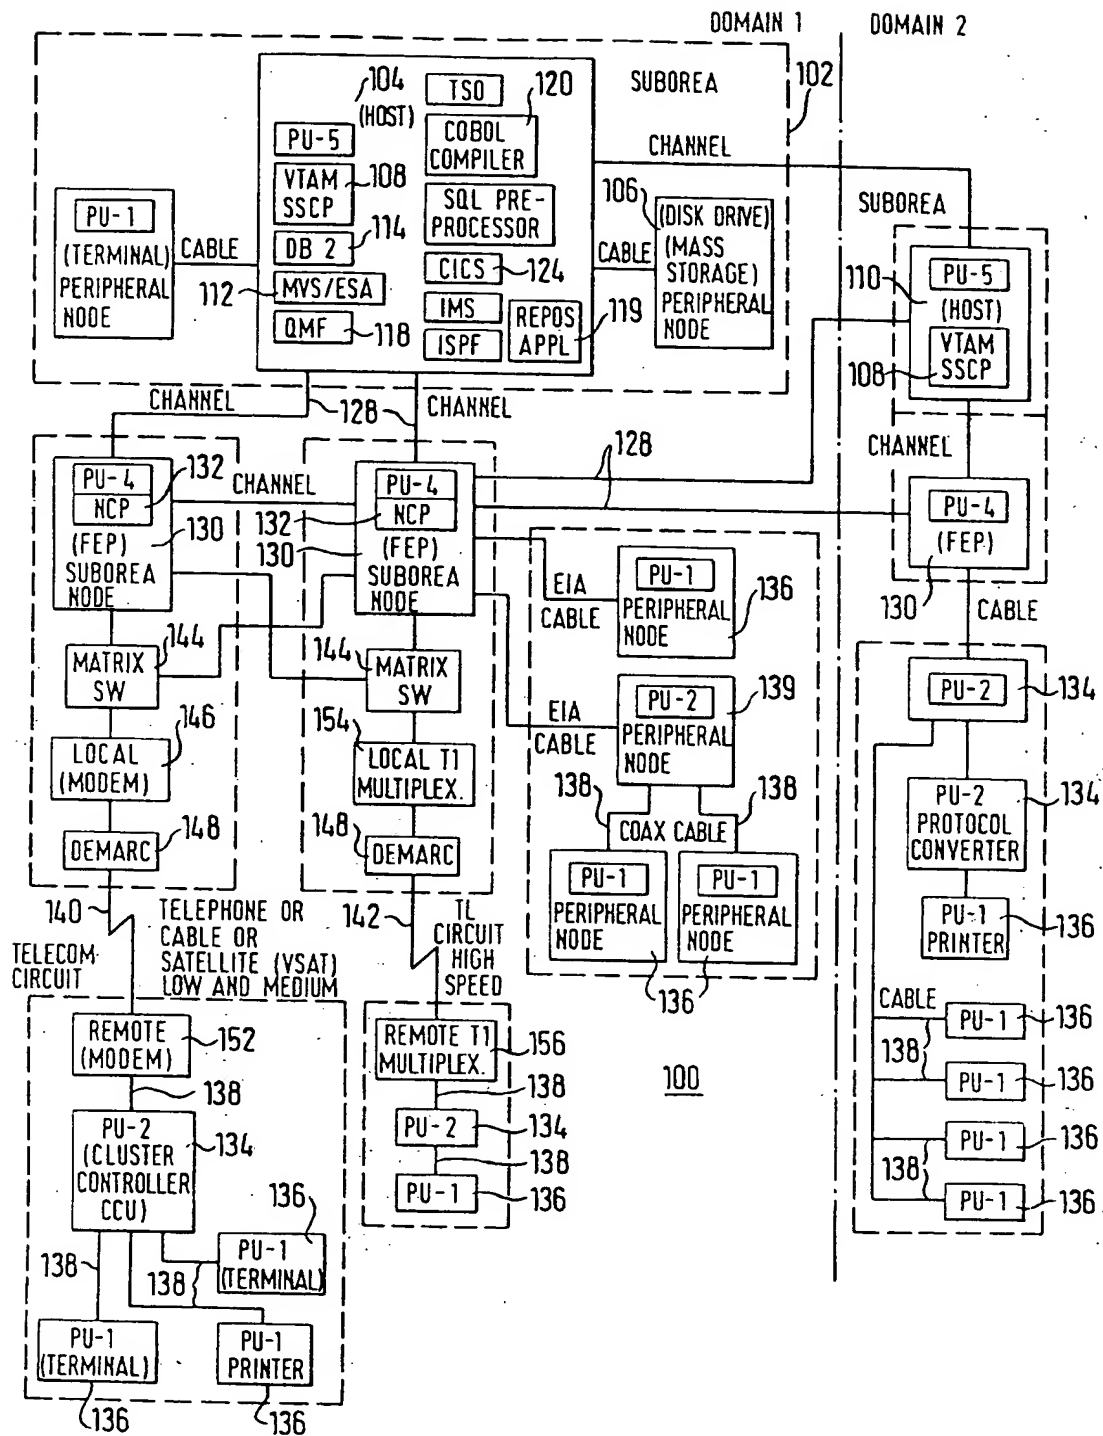 DOMAIN 1
DOMAIN 2
SUBOREA
102
104
(HOST)
TSO
120
PU-5
COBOL
COMPILER
VTAM
SSCP
108
SQL PRE-
PROCESSOR
DB 2
114
CICS
124
112
MVS/ESA
IMS
QMF
118
ISPF
REPOS
APPL
119
PU-1
(TERMINAL)
PERIPHERAL
NODE
CABLE
CHANNEL
106
(DISK DRIVE)
(MASS
STORAGE)
PERIPHERAL
NODE
CABLE
SUBOREA
110
PU-5
(HOST)
VTAM
SSCP
108
CHANNEL
PU-4
(FEP)
130
CABLE
CHANNEL
128
CHANNEL
PU-4
NCP
132
(FEP)
130
SUBOREA
NODE
CHANNEL
PU-4
NCP
132
130
(FEP)
SUBOREA
NODE
128
144
MATRIX
SW
146
LOCAL
(MODEM)
148
DEMARC
144
MATRIX
SW
154
LOCAL T1
MULTIPLEX.
148
DEMARC
EIA
CABLE
PU-1
PERIPHERAL
NODE
136
EIA
CABLE
PU-2
PERIPHERAL
NODE
139
138
138
COAX CABLE
PU-1
PERIPHERAL
NODE
PU-1
PERIPHERAL
NODE
136
PU-2
134
PU-2
PROTOCOL
CONVERTER
134
PU-1
PRINTER
136
CABLE
PU-1
136
138
PU-1
136
PU-1
136
138
PU-1
136
140
TELEPHONE OR
CABLE OR
SATELLITE (VSAT)
LOW AND MEDIUM
TELECOM
CIRCUIT
142
TL
CIRCUIT
HIGH
SPEED
REMOTE
(MODEM)
152
138
PU-2
(CLUSTER
CONTROLLER
CCU)
134
136
PU-1
(TERMINAL)
138
138
PU-1
(TERMINAL)
136
PU-1
PRINTER
136
REMOTE T1
MULTIPLEX.
156
138
PU-2
134
138
PU-1
136
100